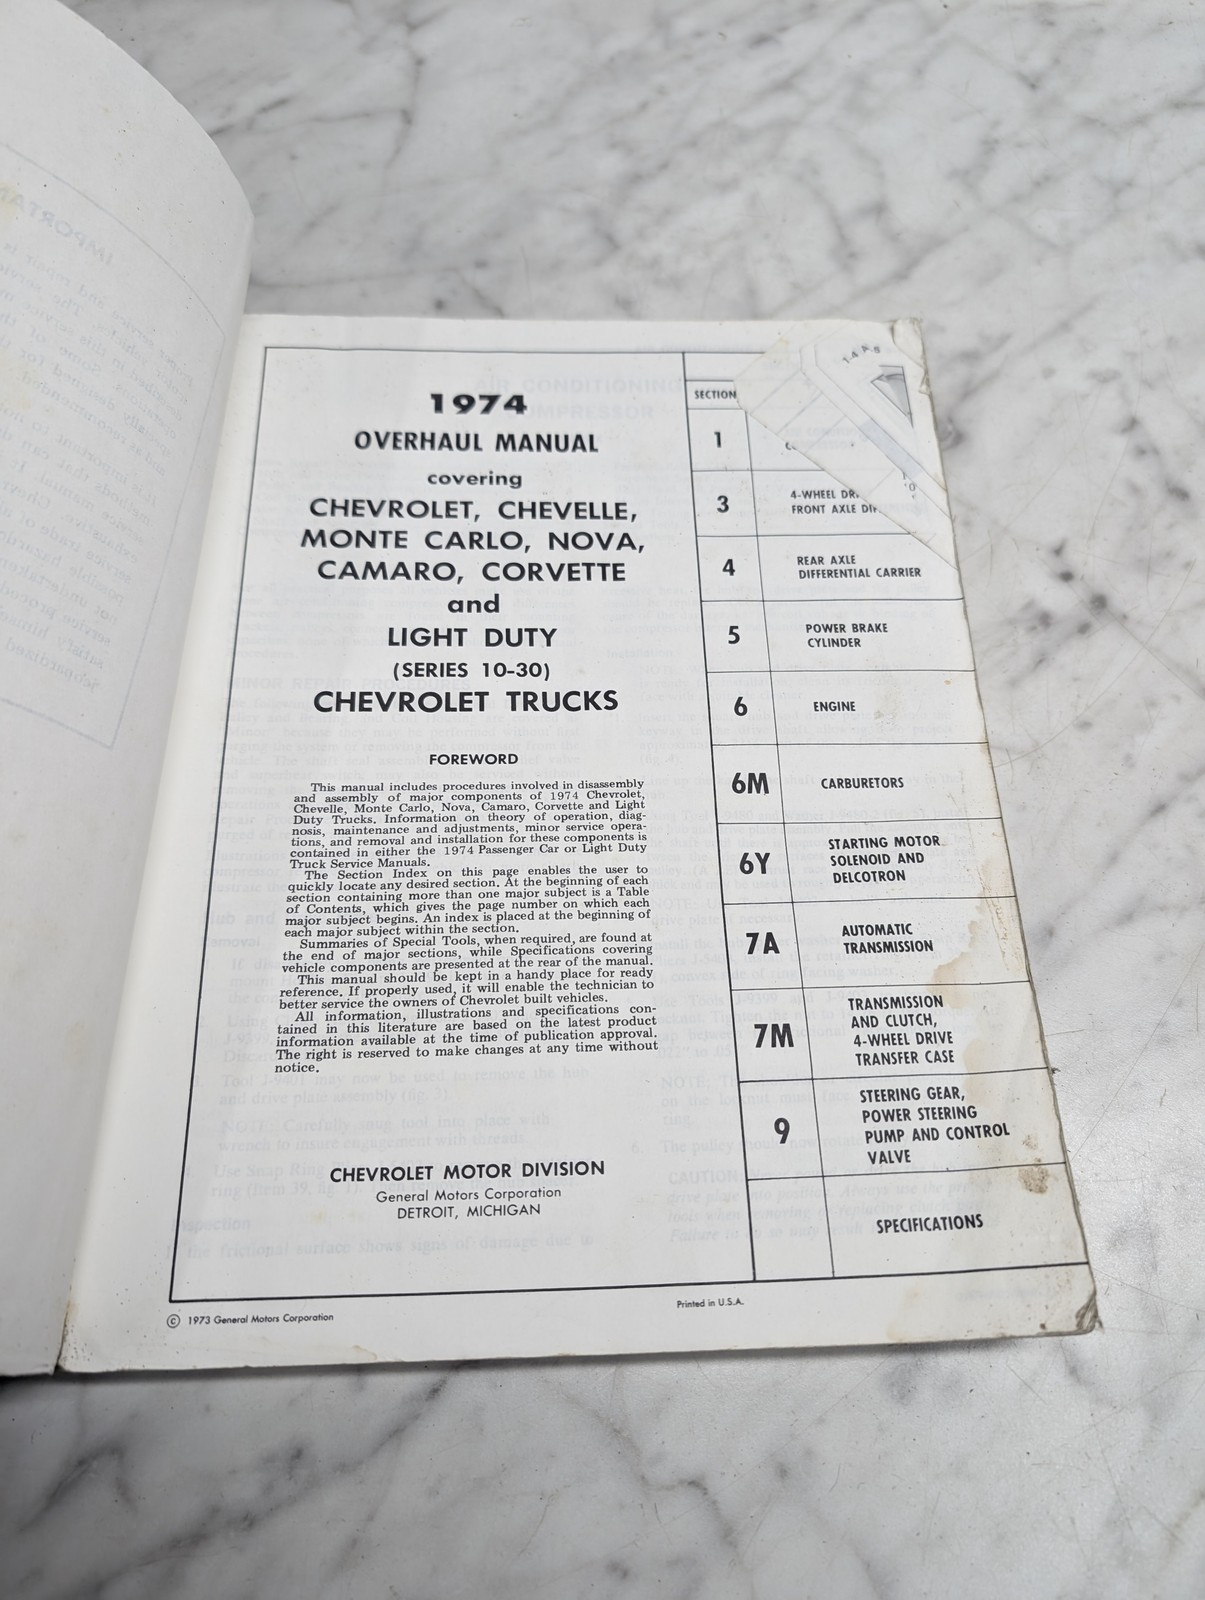 1974
OVERHAUL MANUAL
covering
CHEVROLET, CHEVELLE,
MONTE CARLO, NOVA,
CAMARO, CORVETTE
and
LIGHT DUTY
(SERIES 10-30)
CHEVROLET TRUCKS
FOREWORD
This manual includes procedures involved in disassembly
and assembly of major components of 1974 Chevrolet,
Chevelle, Monte Carlo, Nova, Camaro, Corvette and Light
Duty Trucks. Information on theory of operation, diag-
nosis, maintenance and adjustments, minor service opera-
tions, and removal and installation for these components is
contained in either the 1974 Passenger Car or Light Duty
Truck Service Manuals.
The Section Index on this page enables the user to
quickly locate any desired section. At the beginning of each
section containing more than one major subject is a Table
of Contents, which gives the page number on which each
major subject begins. An index is placed at the beginning of
each major subject within the section.
Summaries of Special Tools, when required, are found at
the end of major sections, while Specifications covering
vehicle components are presented at the rear of the manual.
This manual should be kept in a handy place for ready
reference. If properly used, it will enable the technician to
better service the owners of Chevrolet built vehicles.
All information, illustrations and specifications con-
tained in this literature are based on the latest product
information available at the time of publication approval.
The right is reserved to make changes at any time without
notice.
CHEVROLET MOTOR DIVISION
General Motors Corporation
DETROIT, MICHIGAN
© 1973 General Motors Corporation
Printed in U.S.A.
SECTION
1
3
4-WHEEL
FRONT AXLE
4
REAR AXLE
DIFFERENTIAL CARRIER
5
POWER BRAKE
CYLINDER
6
ENGINE
6M
CARBURETORS
6Y
STARTING MOTOR
SOLENOID AND
DELCOTRON
7A
AUTOMATIC
TRANSMISSION
7M
TRANSMISSION
AND CLUTCH,
4-WHEEL DRIVE
TRANSFER CASE
9
STEERING GEAR,
POWER STEERING
PUMP AND CONTROL
VALVE
SPECIFICATIONS